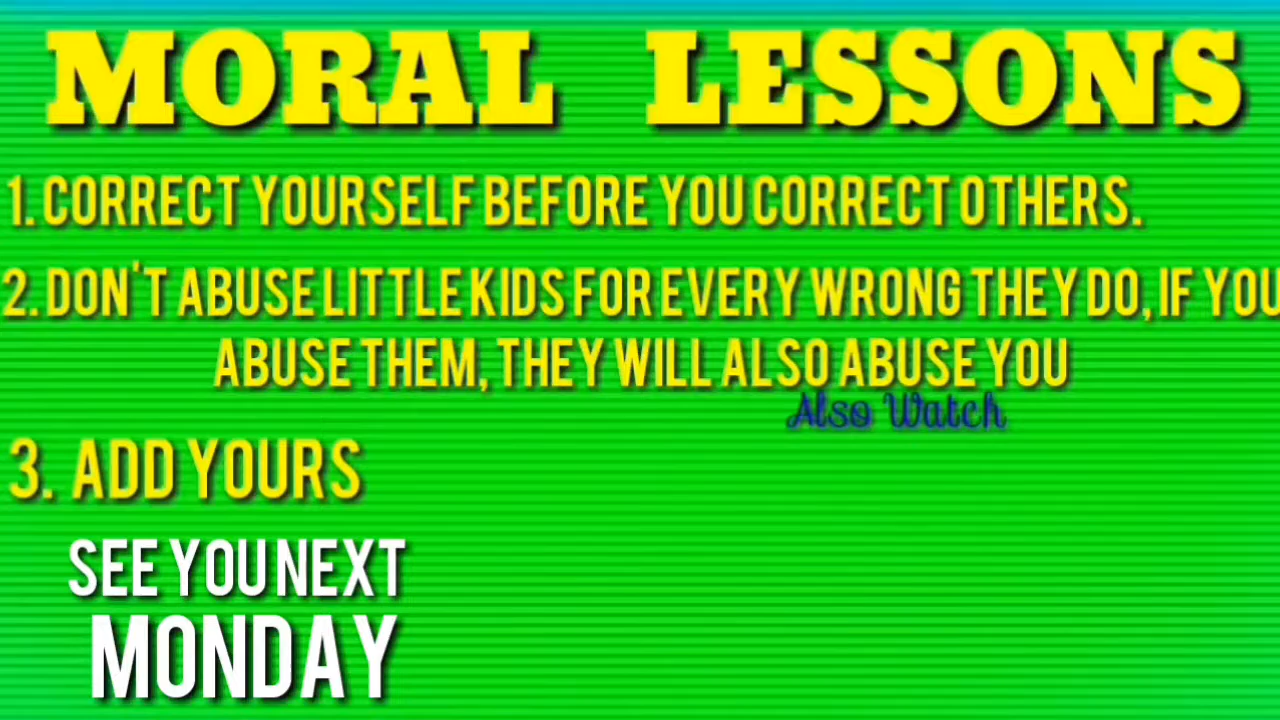 MORAL LESSONS
1. CORRECT YOURSELF BEFORE YOU CORRECT OTHERS.
2. DON'T ABUSE LITTLE KIDS FOR EVERY WRONG THEY DO, IF YOU
ABUSE THEM, THEY WILL ALSO ABUSE YOU
Also Watch
3. ADD YOURS
SEE YOU NEXT
MONDAY